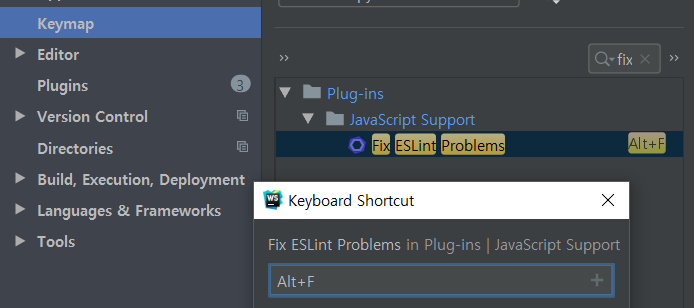 Keymap
Editor
Plugins 3
Version Control
Directories
Build, Execution, Deployment
Languages & Frameworks
Tools
»
fix
»
Plug-ins
JavaScript Support
Fix ESLint Problems Alt+F
WS Keyboard Shortcut
Fix ESLint Problems in Plug-ins | JavaScript Support
Alt+F